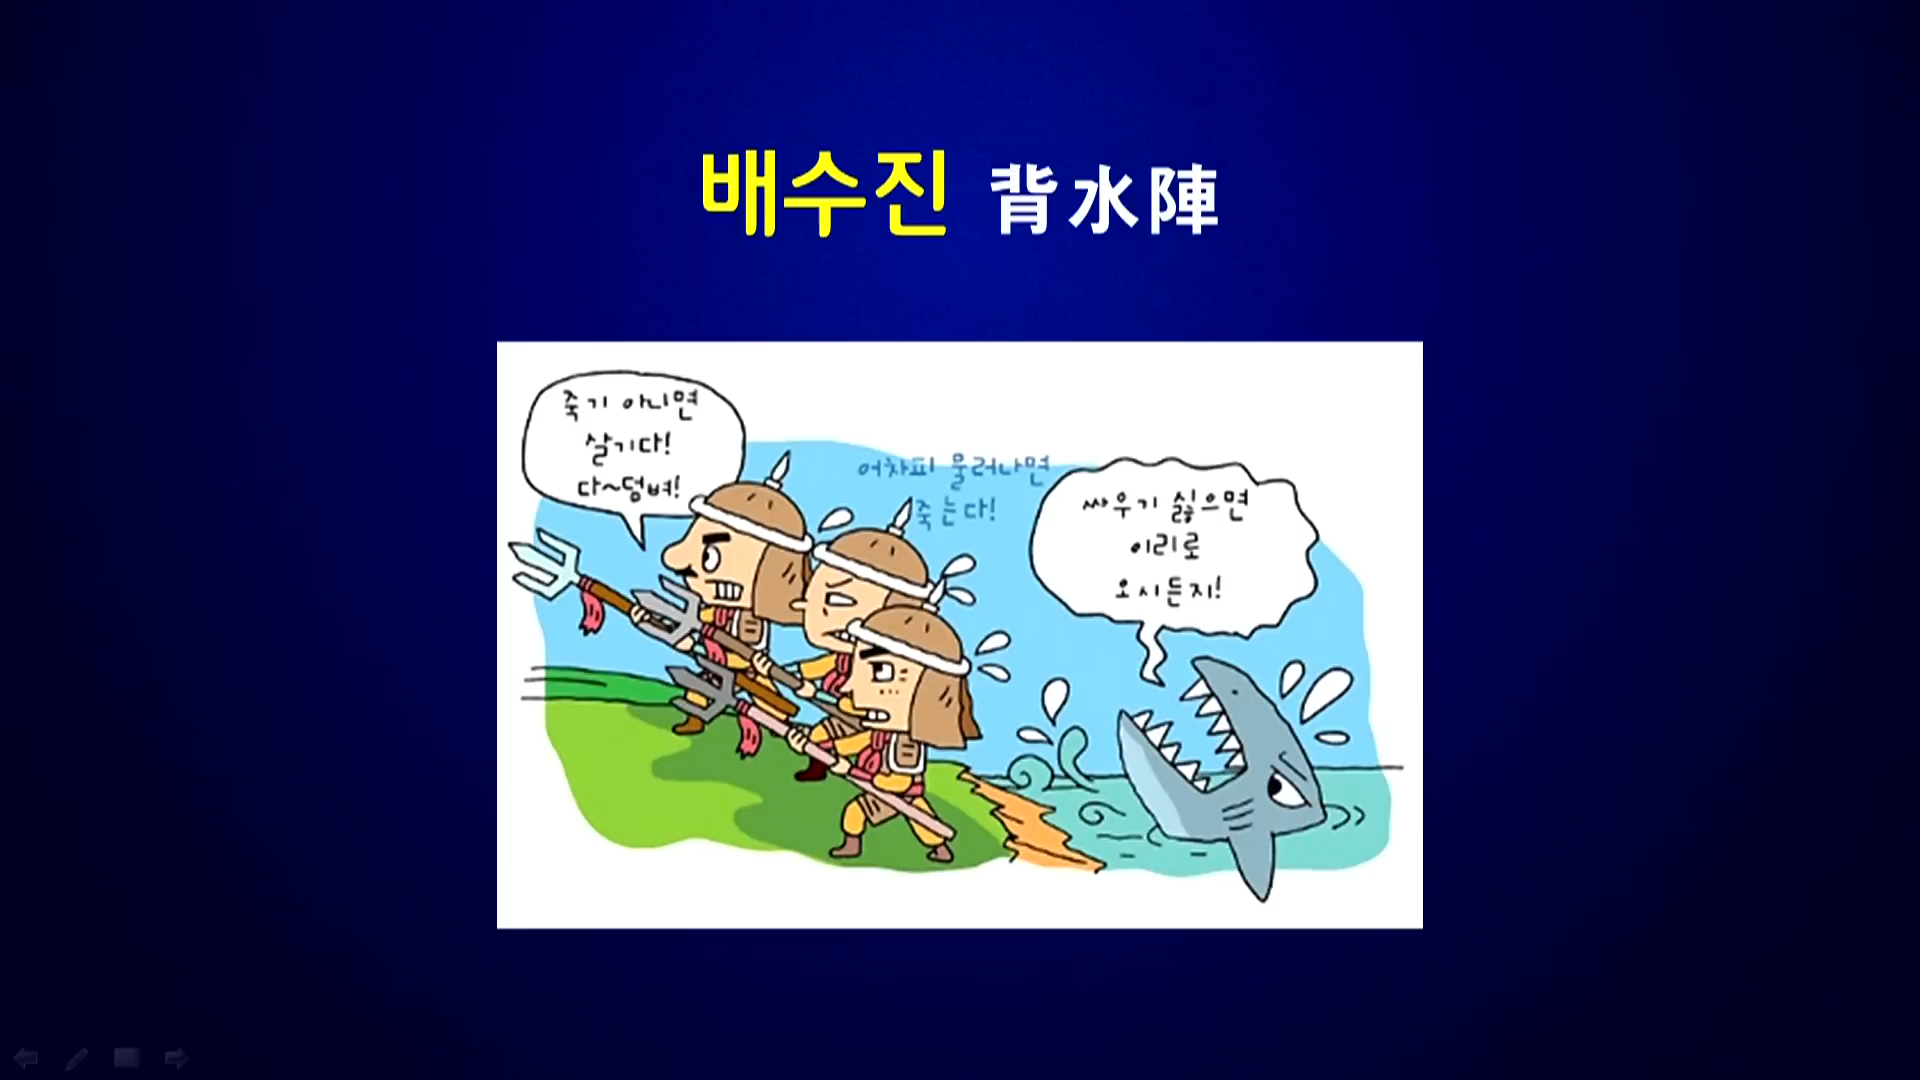 배수진 背水陣
죽기 아니면
살기다!
다~덤벼!
어차피 물러나면
죽는다!
싸우기 싫으면
이리로
오시든지!